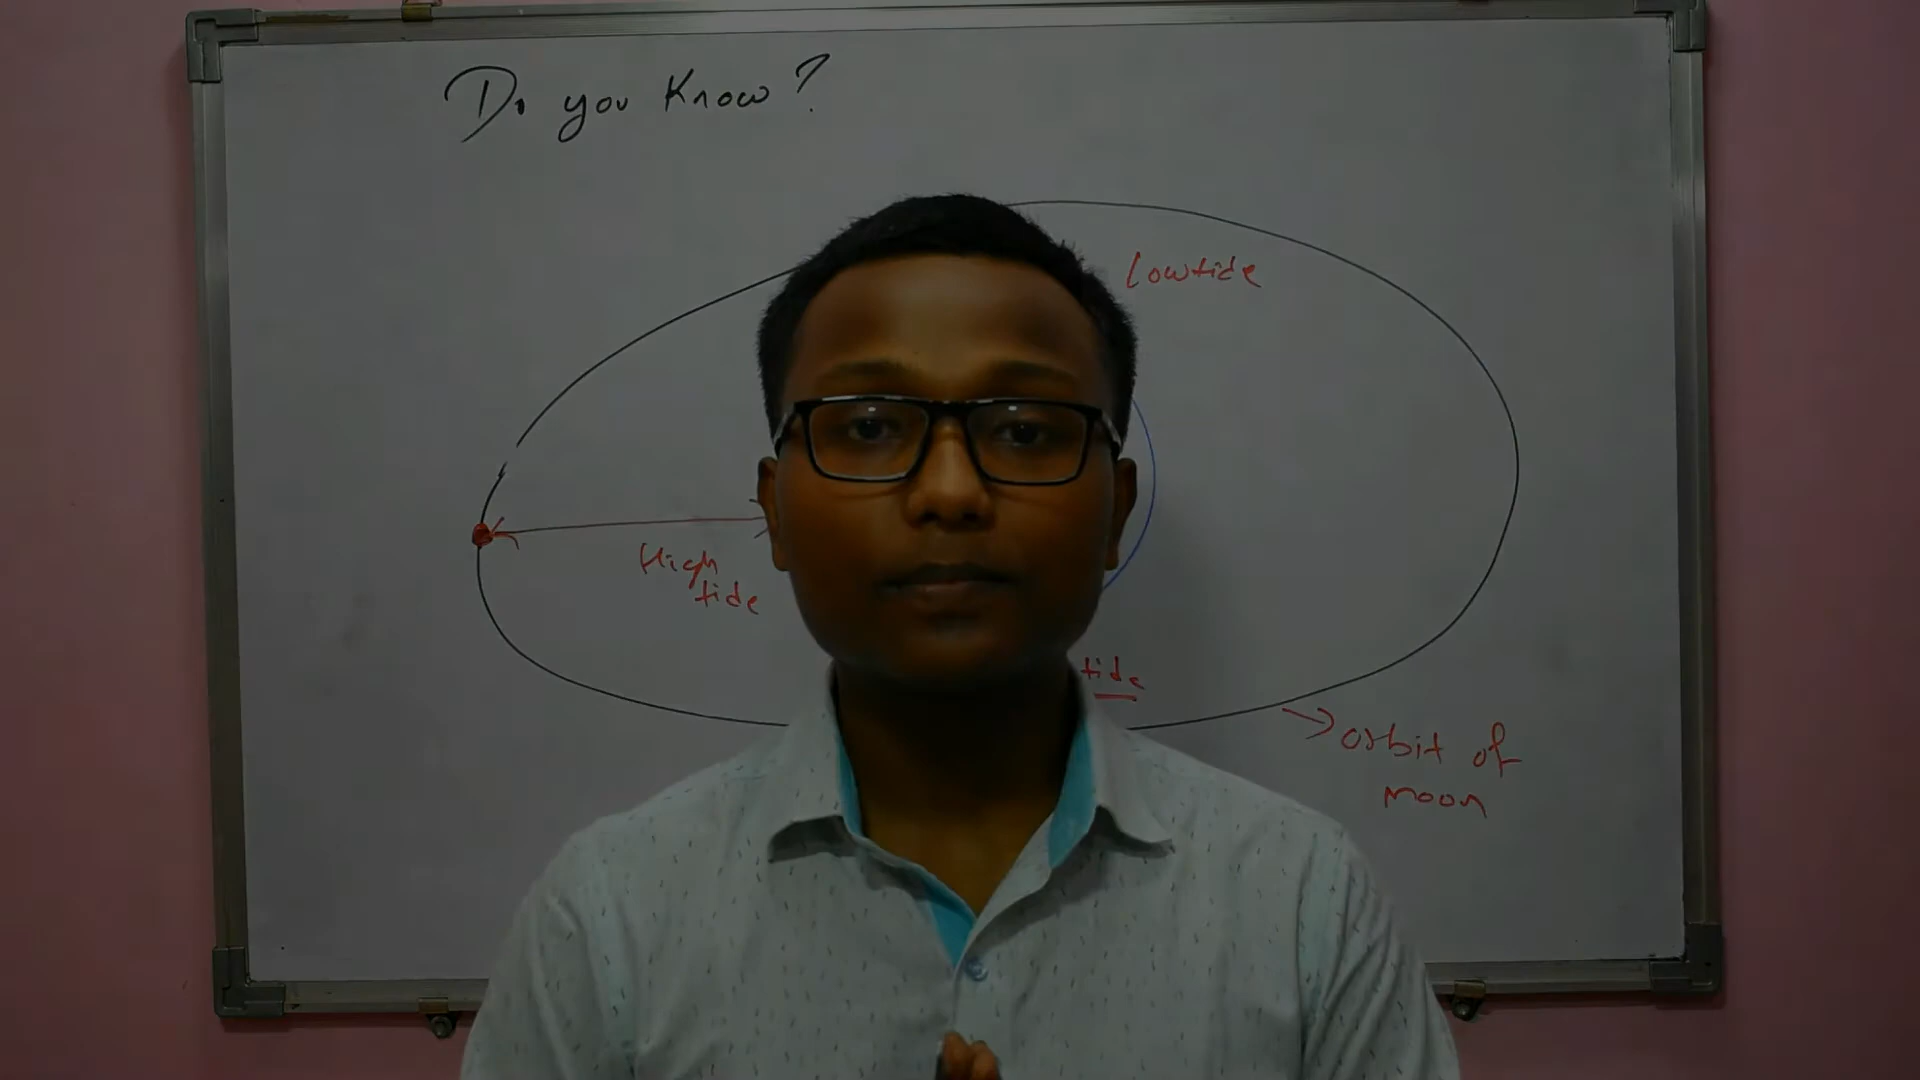 Do you know?
lowtide
High
tide
tide
orbit of
moon